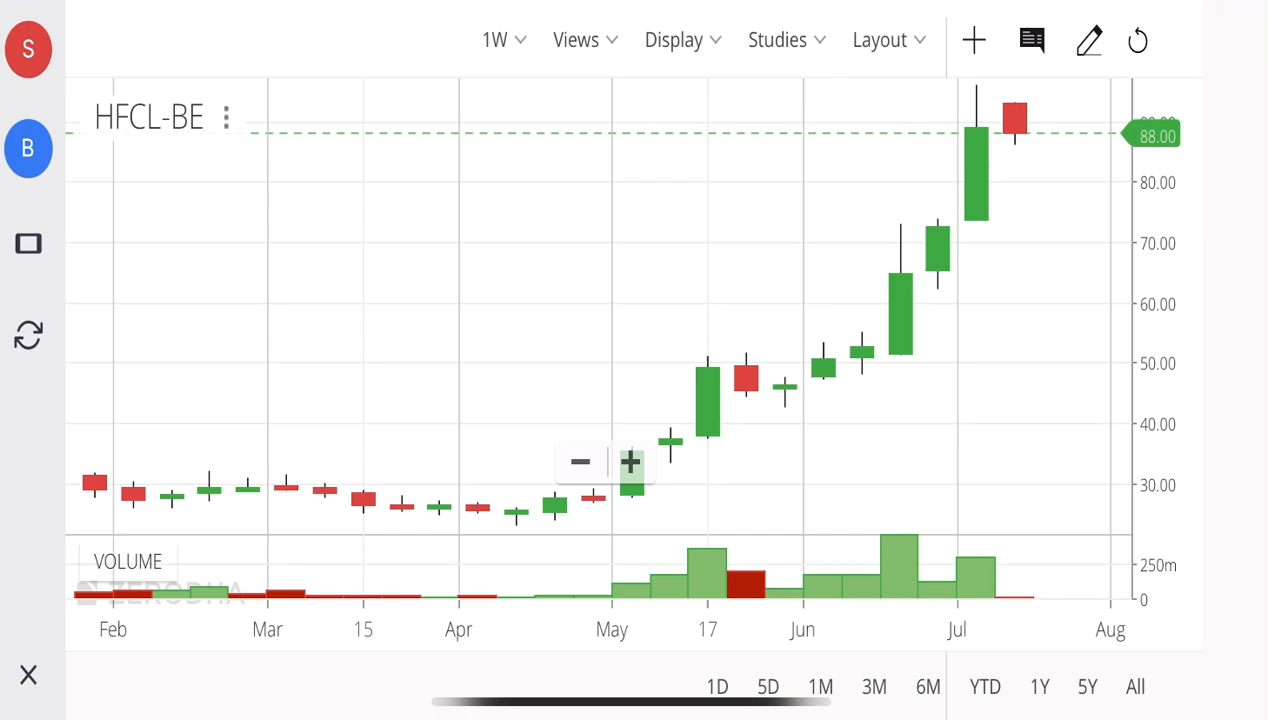 S
1W Views Display Studies Layout
HFCL-BE
B
88.00
80.00
70.00
60.00
50.00
40.00
30.00
VOLUME
250m
ZERODHA
0
Feb Mar 15 Apr May 17 Jun Jul Aug
1D 5D 1M 3M 6M YTD 1Y 5Y All